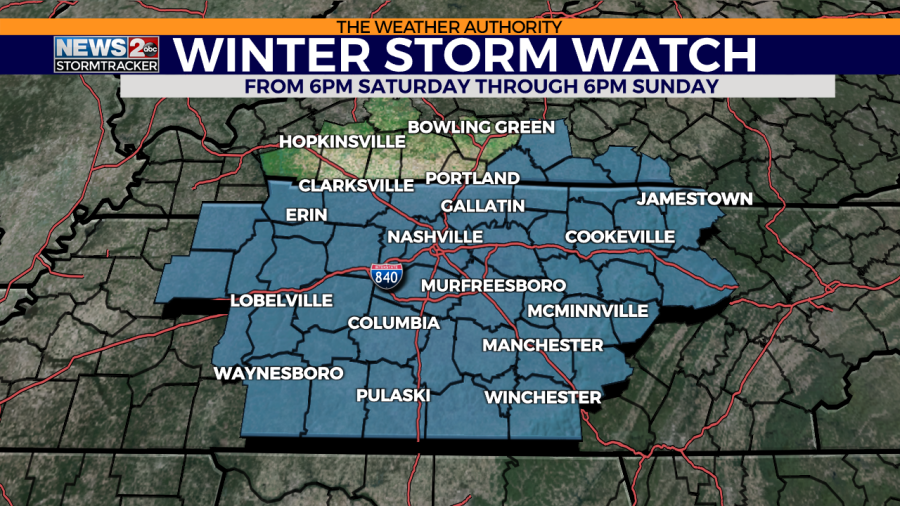 THE WEATHER AUTHORITY
NEWS 2 abc
STORMTRACKER
WINTER STORM WATCH
FROM 6PM SATURDAY THROUGH 6PM SUNDAY
BOWLING GREEN
HOPKINSVILLE
CLARKSVILLE
PORTLAND
JAMESTOWN
ERIN
GALLATIN
NASHVILLE
COOKEVILLE
840
MURFREESBORO
LOBELVILLE
MCMINNVILLE
COLUMBIA
MANCHESTER
WAYNESBORO
PULASKI
WINCHESTER